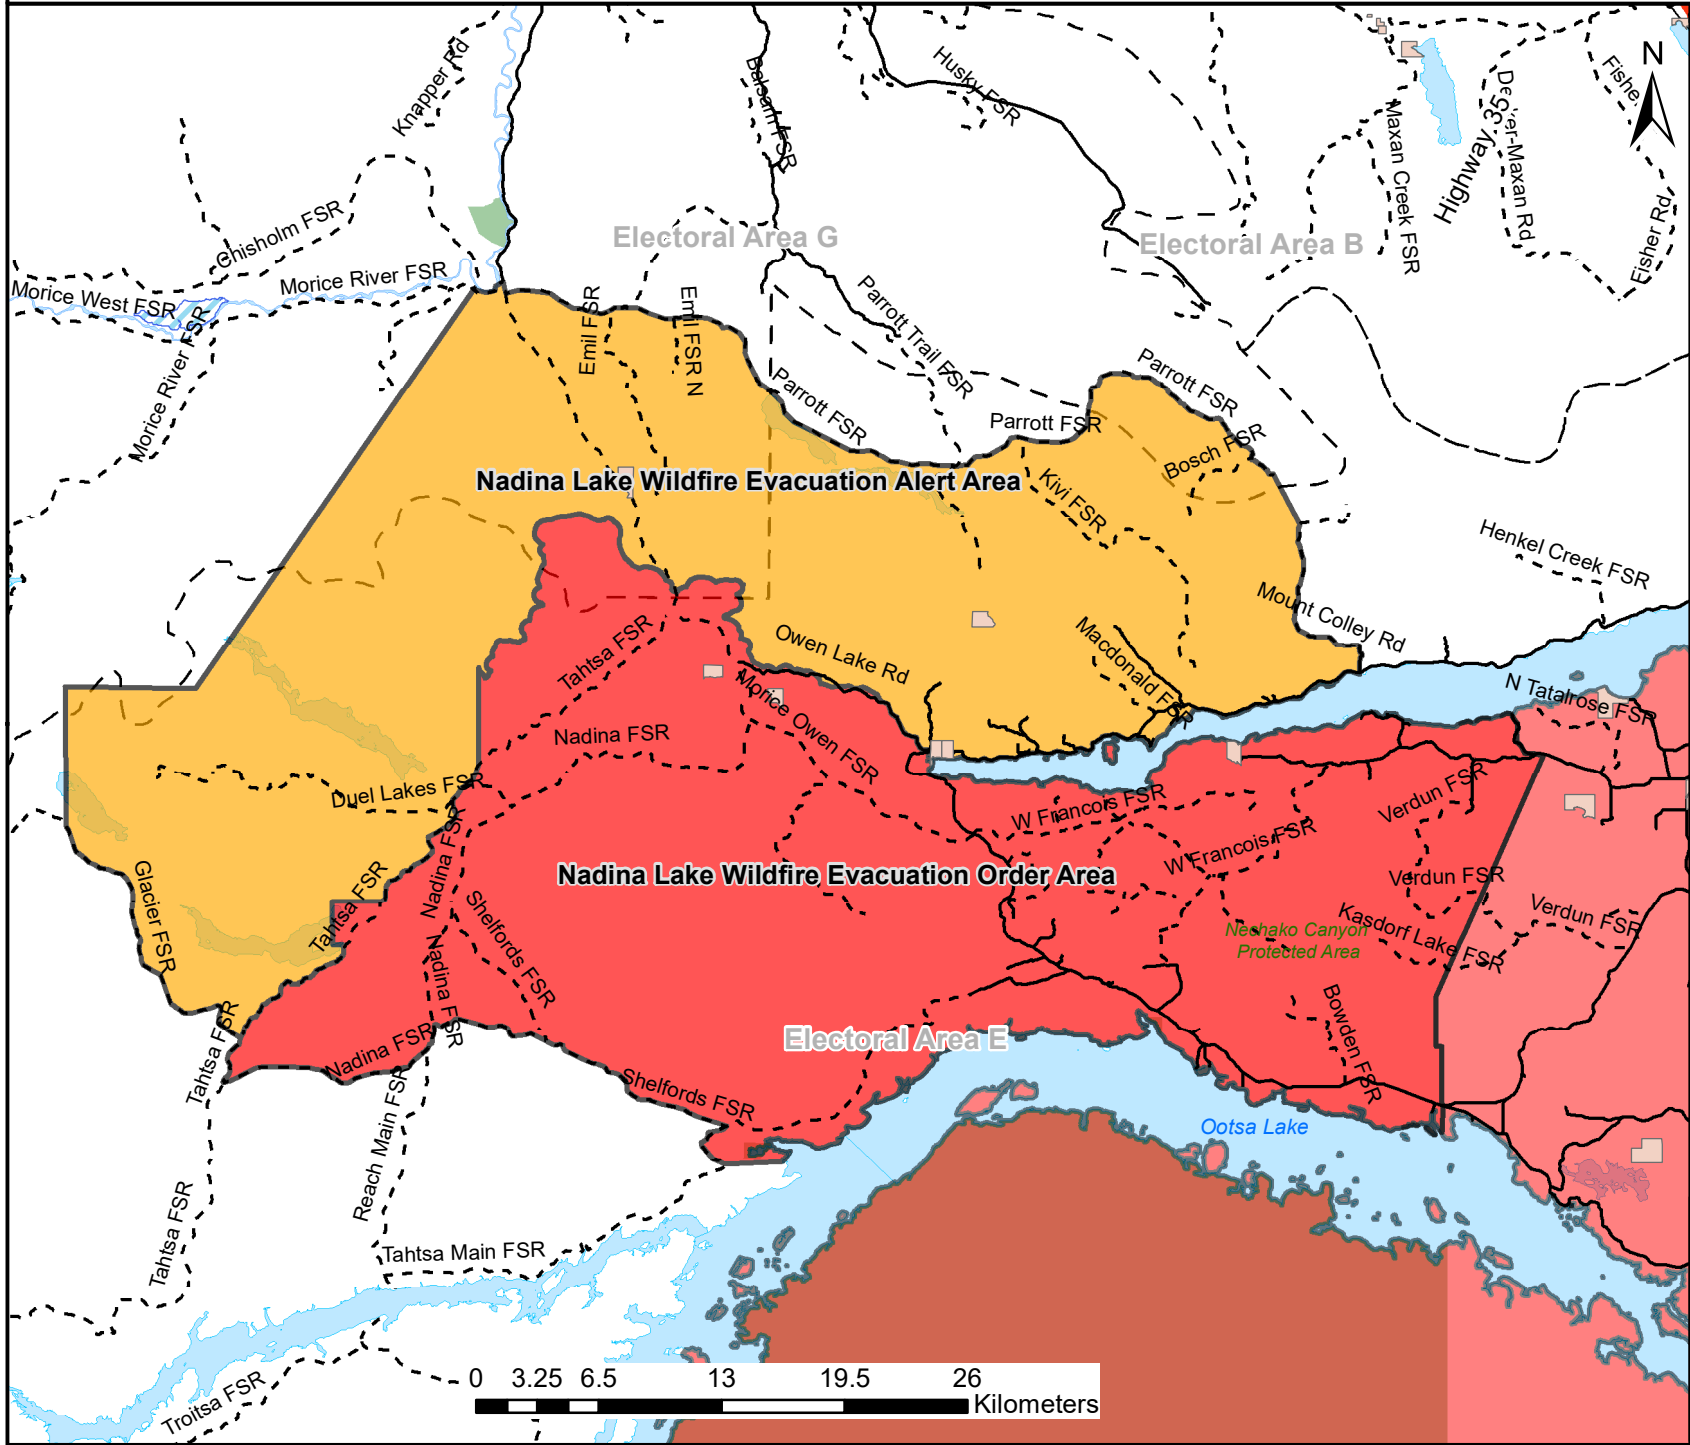 Knapper Rd
Balsam FSR
Husky FSR
Maxan Creek FSR
Highway 35
er-Maxan Rd
Fishe
N
Chisholm FSR
Electoral Area G
Electoral Area B
Fisher Rd
Morice West FSR
Morice River FSR
Morice River FSR
Emil FSR
Emil FSR N
Parrott Trail FSR
Parrott FSR
Parrott FSR
Parrott FSR
Bosch FSR
Nadina Lake Wildfire Evacuation Alert Area
Kivi FSR
Henkel Creek FSR
Mount Colley Rd
Tahtsa FSR
Owen Lake Rd
Macdonald FSR
N Tatalrose FSR
Morice Owen FSR
Nadina FSR
Duel Lakes FSR
W Francois FSR
Verdun FSR
Nadina FSR
W Francois FSR
Glacier FSR
Tahtsa FSR
Nadina Lake Wildfire Evacuation Order Area
Verdun FSR
Shelfords FSR
Kasdorf Lake FSR
Verdun FSR
Nechako Canyon
Protected Area
Nadina FSR
Bowden FSR
Tahtsa FSR
Nadina FSR
Electoral Area E
Shelfords FSR
Reach Main FSR
Ootsa Lake
Tahtsa FSR
Tahtsa Main FSR
Troitsa FSR
0 3.25 6.5 13 19.5 26
Kilometers